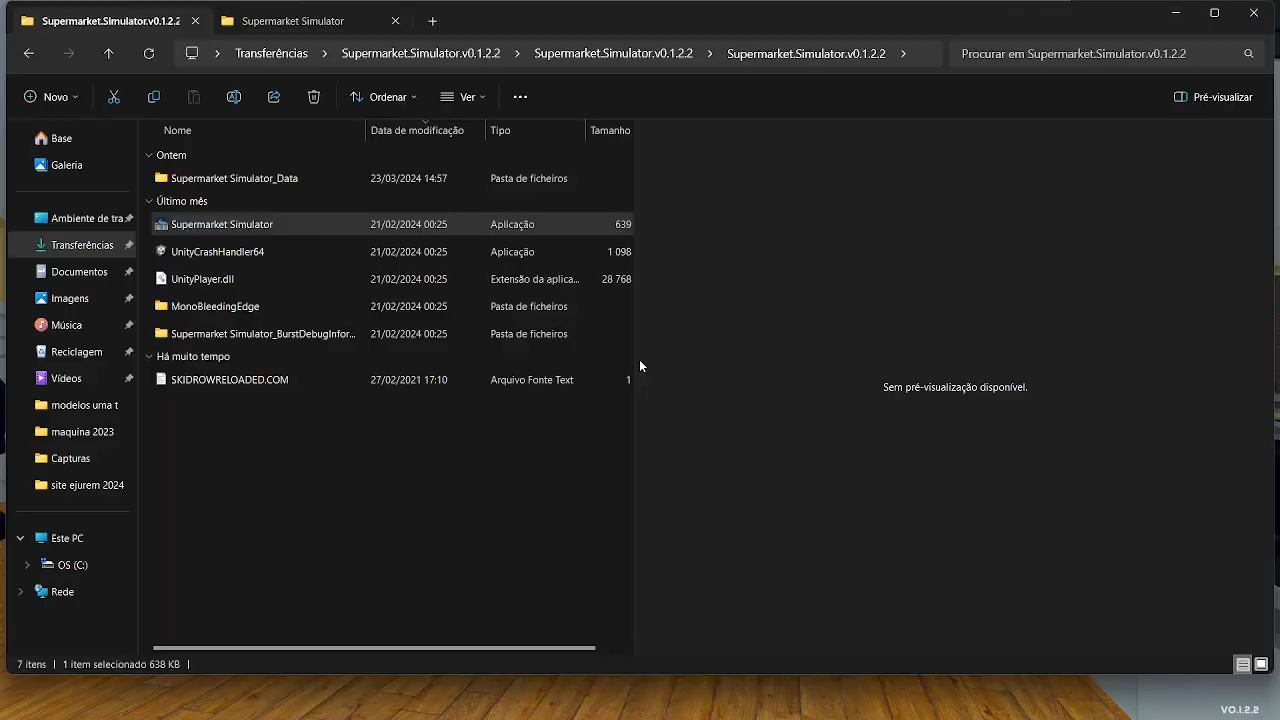 Supermarket.Simulator.v0.1.2.2
Supermarket Simulator
Transferências > Supermarket.Simulator.v0.1.2.2 > Supermarket.Simulator.v0.1.2.2 > Supermarket.Simulator.v0.1.2.2 >
Procurar em Supermarket.Simulator.v0.1.2.2
Novo
Ordenar
Ver
Pré-visualizar
Base
Galeria
Ambiente de tra
Transferências
Documentos
Imagens
Música
Reciclagem
Vídeos
modelos uma t
maquina 2023
Capturas
site ejurem 2024
Este PC
OS (C:)
Rede
Nome Data de modificação Tipo Tamanho
Ontem
Supermarket Simulator_Data 23/03/2024 14:57 Pasta de ficheiros
Último mês
Supermarket Simulator 21/02/2024 00:25 Aplicação 639
UnityCrashHandler64 21/02/2024 00:25 Aplicação 1 098
UnityPlayer.dll 21/02/2024 00:25 Extensão da aplica... 28 768
MonoBleedingEdge 21/02/2024 00:25 Pasta de ficheiros
Supermarket Simulator_BurstDebugInfor... 21/02/2024 00:25 Pasta de ficheiros
Há muito tempo
SKIDROWRELOADED.COM 27/02/2021 17:10 Arquivo Fonte Text 1
Sem pré-visualização disponível.
7 itens
1 item selecionado 638 KB
V0.1.2.2